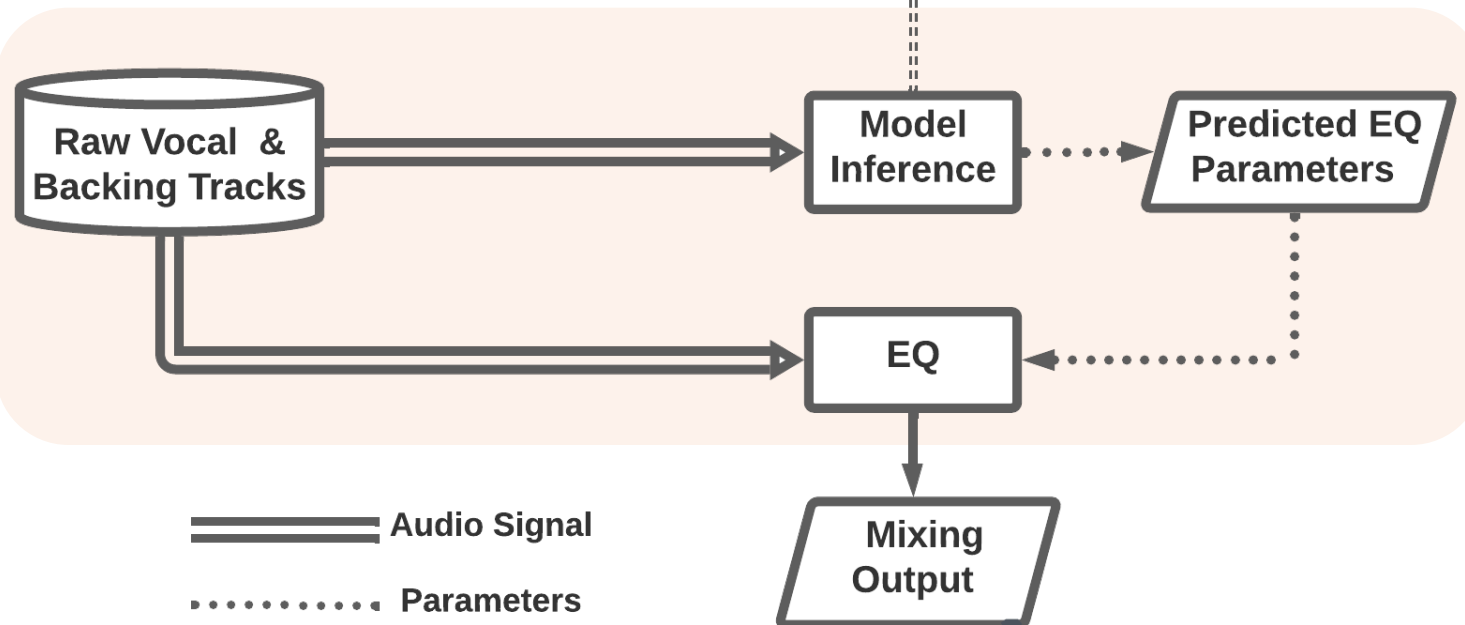 Raw Vocal &
Backing Tracks
Model
Inference
Predicted EQ
Parameters
EQ
Audio Signal
Parameters
Mixing
Output